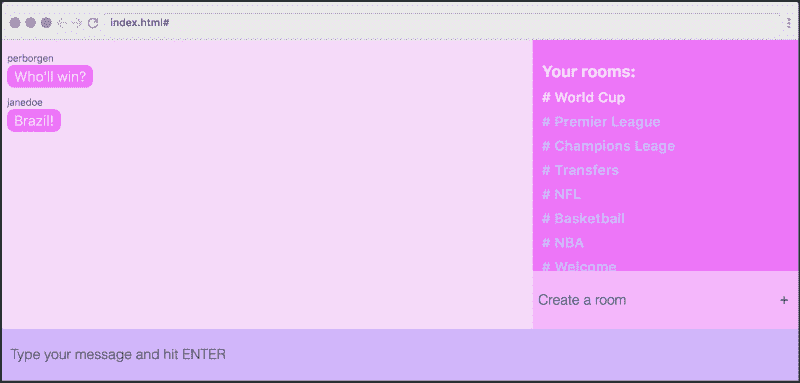 index.html#
perborgen
Who'll win?
janedoe
Brazil!
Your rooms:
# World Cup
# Premier League
# Champions Leage
# Transfers
# NFL
# Basketball
# NBA
# Welcome
Create a room +
Type your message and hit ENTER